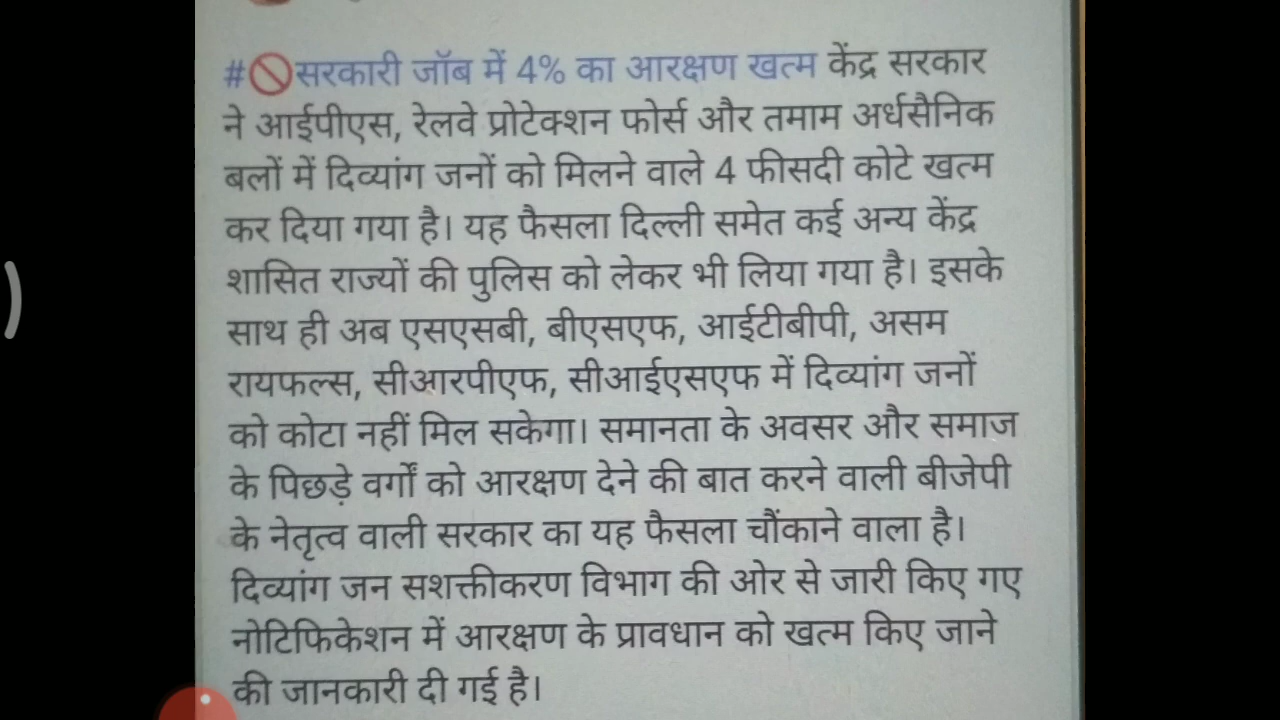 #🚫सरकारी जॉब में 4% का आरक्षण खत्म केंद्र सरकार
ने आईपीएस, रेलवे प्रोटेक्शन फोर्स और तमाम अर्धसैनिक
बलों में दिव्यांग जनों को मिलने वाले 4 फीसदी कोटे खत्म
कर दिया गया है। यह फैसला दिल्ली समेत कई अन्य केंद्र
शासित राज्यों की पुलिस को लेकर भी लिया गया है। इसके
साथ ही अब एसएसबी, बीएसएफ, आईटीबीपी, असम
रायफल्स, सीआरपीएफ, सीआईएसएफ में दिव्यांग जनों
को कोटा नहीं मिल सकेगा। समानता के अवसर और समाज
के पिछड़े वर्गों को आरक्षण देने की बात करने वाली बीजेपी
के नेतृत्व वाली सरकार का यह फैसला चौंकाने वाला है।
दिव्यांग जन सशक्तीकरण विभाग की ओर से जारी किए गए
नोटिफिकेशन में आरक्षण के प्रावधान को खत्म किए जाने
की जानकारी दी गई है।